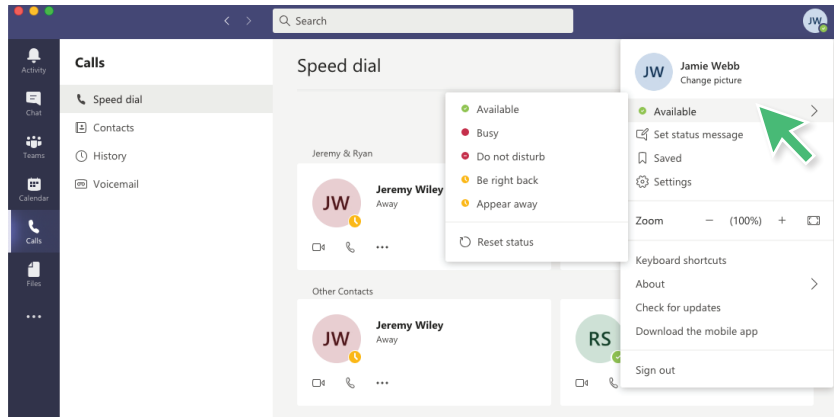 Search
JW
Activity
Chat
Teams
Calendar
Calls
Files
Calls
Speed dial
Contacts
History
Voicemail
Speed dial
Jeremy & Ryan
JW
Jeremy Wiley
Away
Other Contacts
JW
Jeremy Wiley
Away
RS
Available
Busy
Do not disturb
Be right back
Appear away
Reset status
JW
Jamie Webb
Change picture
Available
Set status message
Saved
Settings
Zoom − (100%) +
Keyboard shortcuts
About
Check for updates
Download the mobile app
Sign out